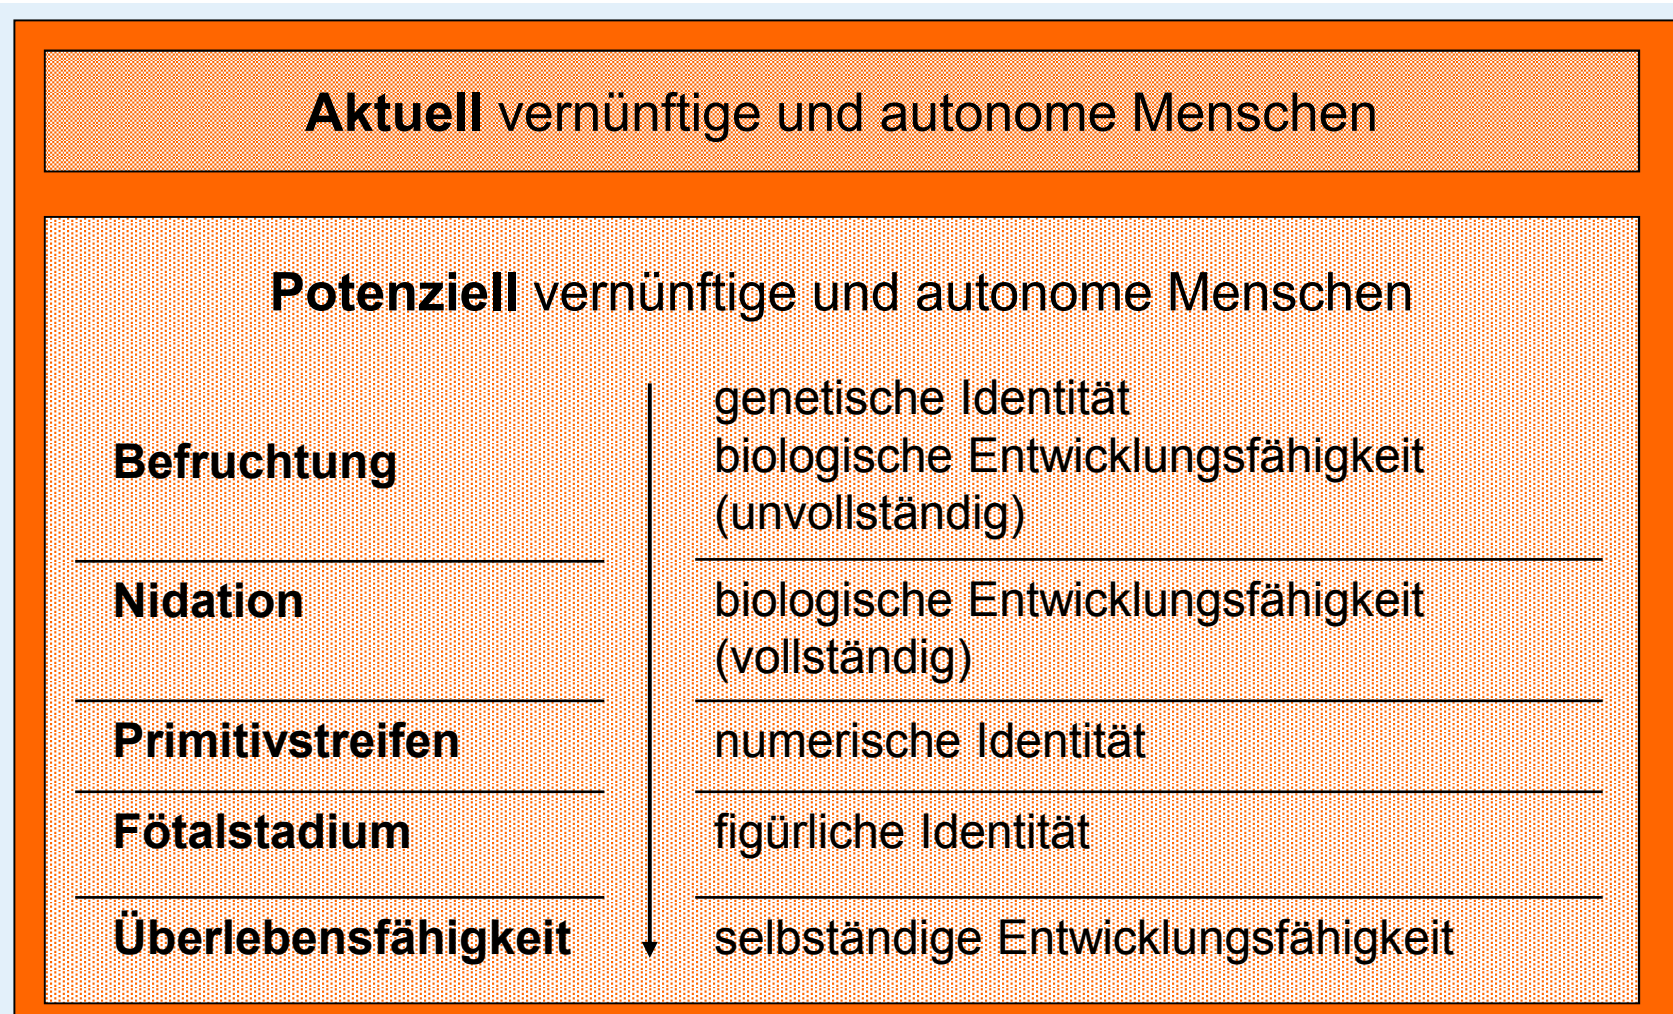 Aktuell vernünftige und autonome Menschen
Potenziell vernünftige und autonome Menschen
Befruchtung
genetische Identität
biologische Entwicklungsfähigkeit
(unvollständig)
Nidation
biologische Entwicklungsfähigkeit
(vollständig)
Primitivstreifen
numerische Identität
Fötalstadium
figürliche Identität
Überlebensfähigkeit
selbständige Entwicklungsfähigkeit